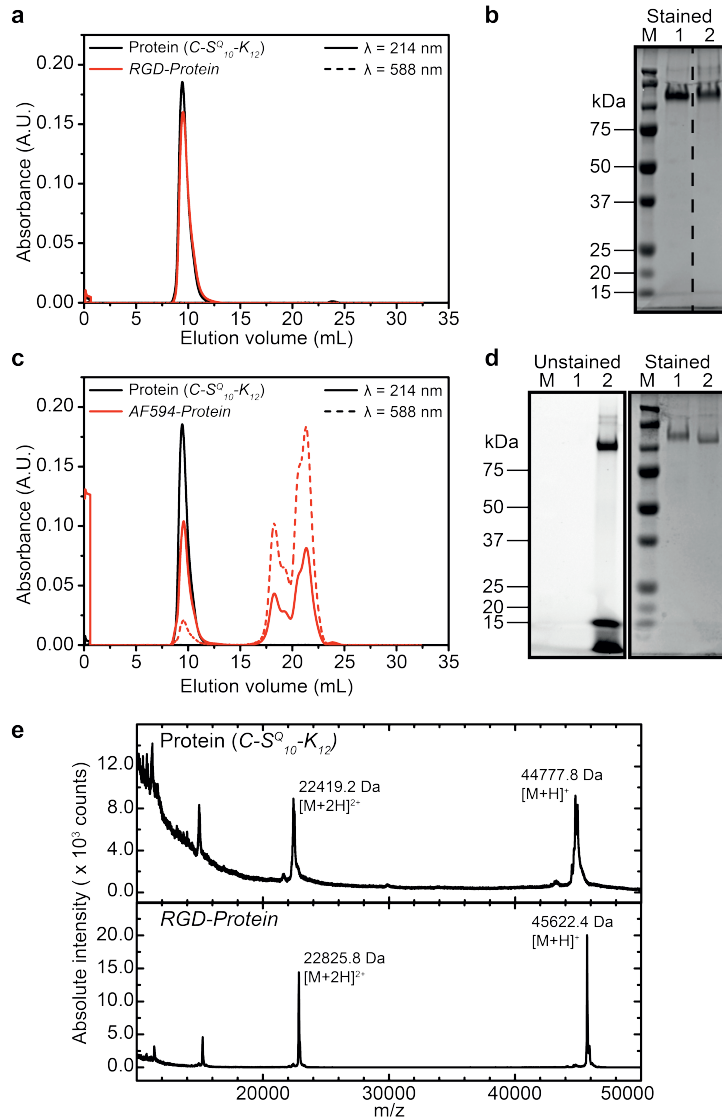 a
Protein (C-S^Q_10-K_12)
RGD-Protein
λ = 214 nm
λ = 588 nm
0.20
0.15
0.10
0.05
0.00
Absorbance (A.U.)
0 5 10 15 20 25 30 35
Elution volume (mL)
b
Stained
M 1 2
kDa
75
50
37
25
20
15
c
Protein (C-S^Q_10-K_12)
AF594-Protein
λ = 214 nm
λ = 588 nm
0.20
0.15
0.10
0.05
0.00
Absorbance (A.U.)
0 5 10 15 20 25 30 35
Elution volume (mL)
d
Unstained Stained
M 1 2 M 1 2
kDa
75
50
37
25
20
15
e
Protein (C-S^Q_10-K_12)
22419.2 Da
[M+2H]²⁺
44777.8 Da
[M+H]⁺
12.0
8.0
4.0
0.0
RGD-Protein
22825.8 Da
[M+2H]²⁺
45622.4 Da
[M+H]⁺
20.0
15.0
10.0
5.0
0.0
Absolute intensity ( x 10³ counts)
20000 30000 40000 50000
m/z